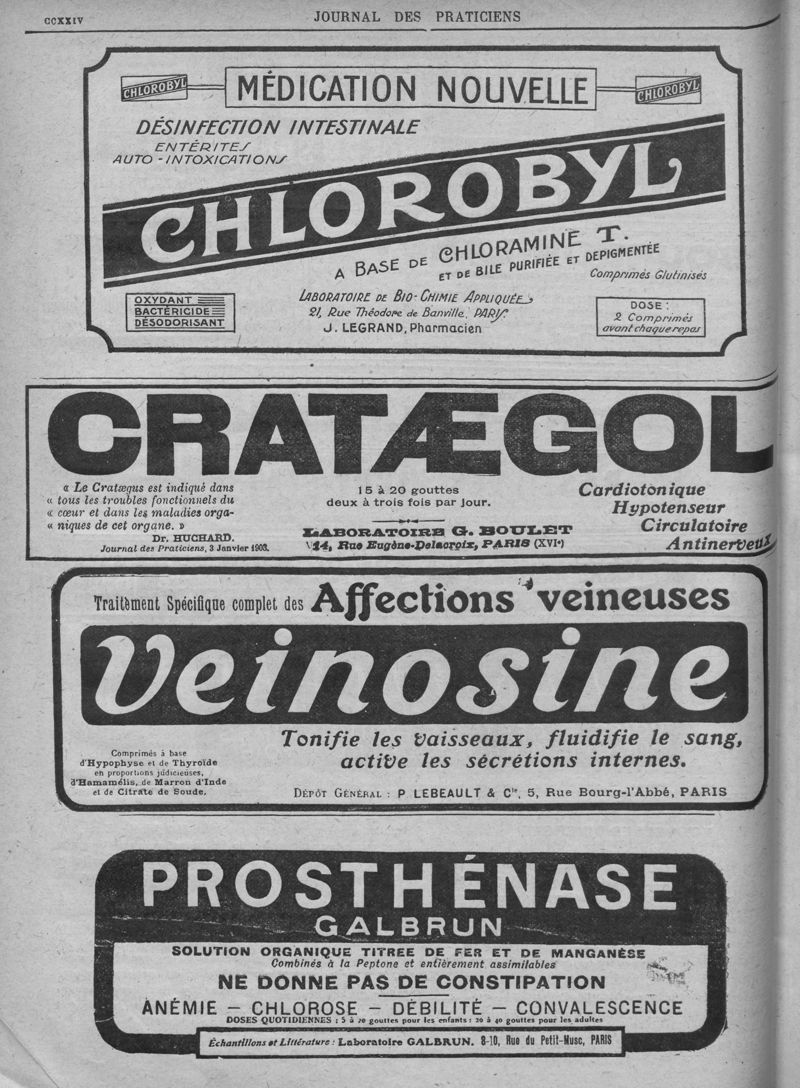 CCXXIV
JOURNAL DES PRATICIENS
CHLOROBYL
MÉDICATION NOUVELLE
CHLOROBYL
DÉSINFECTION INTESTINALE
ENTÉRITES
AUTO-INTOXICATIONS
CHLOROBYL
A BASE DE CHLORAMINE T.
ET DE BILE PURIFIÉE ET DEPIGMENTÉE
Comprimés Glutinisés
OXYDANT
BACTÉRICIDE
DÉSODORISANT
LABORATOIRE DE BIO-CHIMIE APPLIQUÉE
21, Rue Théodore de Banville, PARIS.
J. LEGRAND, Pharmacien
DOSE:
2 Comprimés
avant chaque repas
CRATÆGOL
« Le Cratægus est indiqué dans
« tous les troubles fonctionnels du
« cœur et dans les maladies orga-
« niques de cet organe. »
Dr. HUCHARD.
Journal des Praticiens, 3 Janvier 1903.
15 à 20 gouttes
deux à trois fois par jour.
LABORATOIRE G. BOULET
14, Rue Eugène-Delacroix, PARIS (XVIe)
Cardiotonique
Hypotenseur
Circulatoire
Antinerveux
Traitement Spécifique complet des Affections veineuses
Veinosine
Comprimés à base
d'Hypophyse et de Thyroïde
en proportions judicieuses,
d'Hamamélis, de Marron d'Inde
et de Citrate de Soude.
Tonifie les vaisseaux, fluidifie le sang,
active les sécrétions internes.
DÉPÔT GÉNÉRAL : P. LEBEAULT & Cie, 5, Rue Bourg-l'Abbé, PARIS
PROSTHÉNASE
GALBRUN
SOLUTION ORGANIQUE TITRÉE DE FER ET DE MANGANÈSE
Combinés à la Peptone et entièrement assimilables
NE DONNE PAS DE CONSTIPATION
ANÉMIE — CHLOROSE — DÉBILITÉ — CONVALESCENCE
DOSES QUOTIDIENNES : 5 à 20 gouttes pour les enfants : 20 à 40 gouttes pour les adultes
Échantillons et Littérature : Laboratoire GALBRUN. 8-10, Rue du Petit-Musc, PARIS